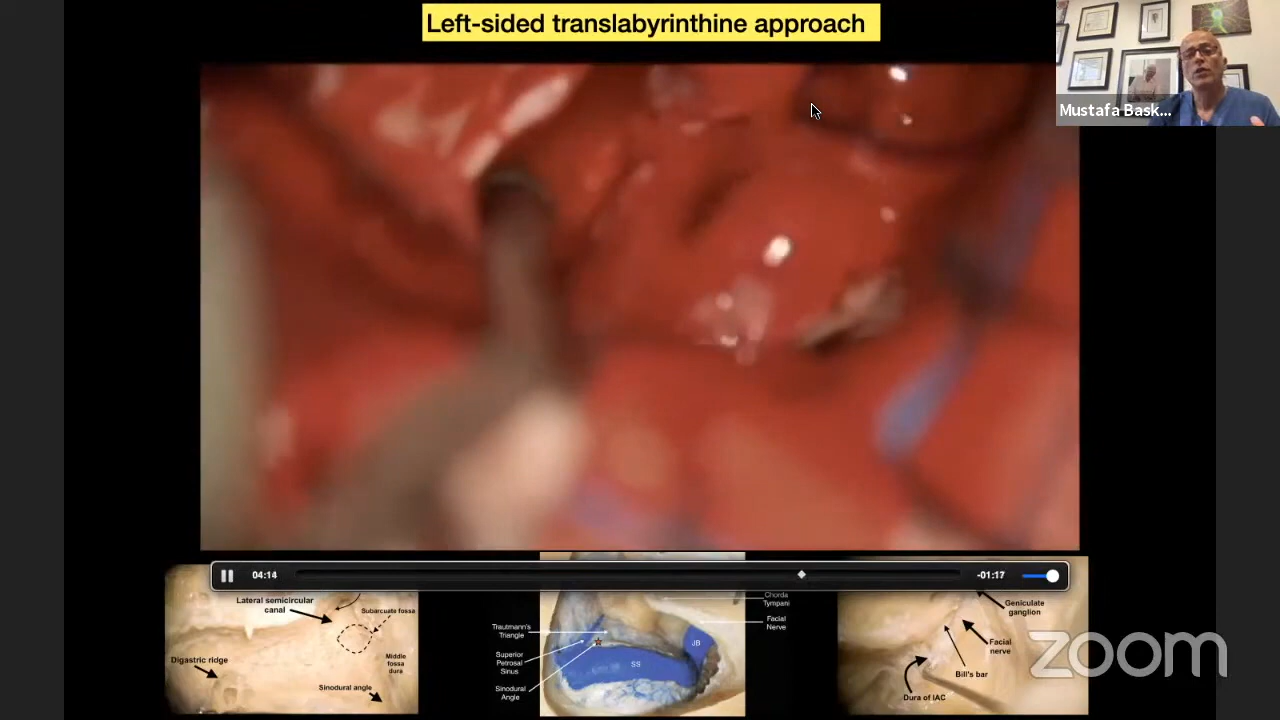 Left-sided translabyrinthine approach
Mustafa Bask...
04:14
-01:17
Lateral semicircular
canal
Subarcuate fossa
Digastric ridge
Middle
fossa
dura
Sinodural angle
Trautmann's
Triangle
Superior
Petrosal
Sinus
Sinodural
Angle
SS
JB
Chorda
Tympani
Facial
Nerve
Geniculate
ganglion
Facial
nerve
Bill's bar
Dura of IAC
zoom